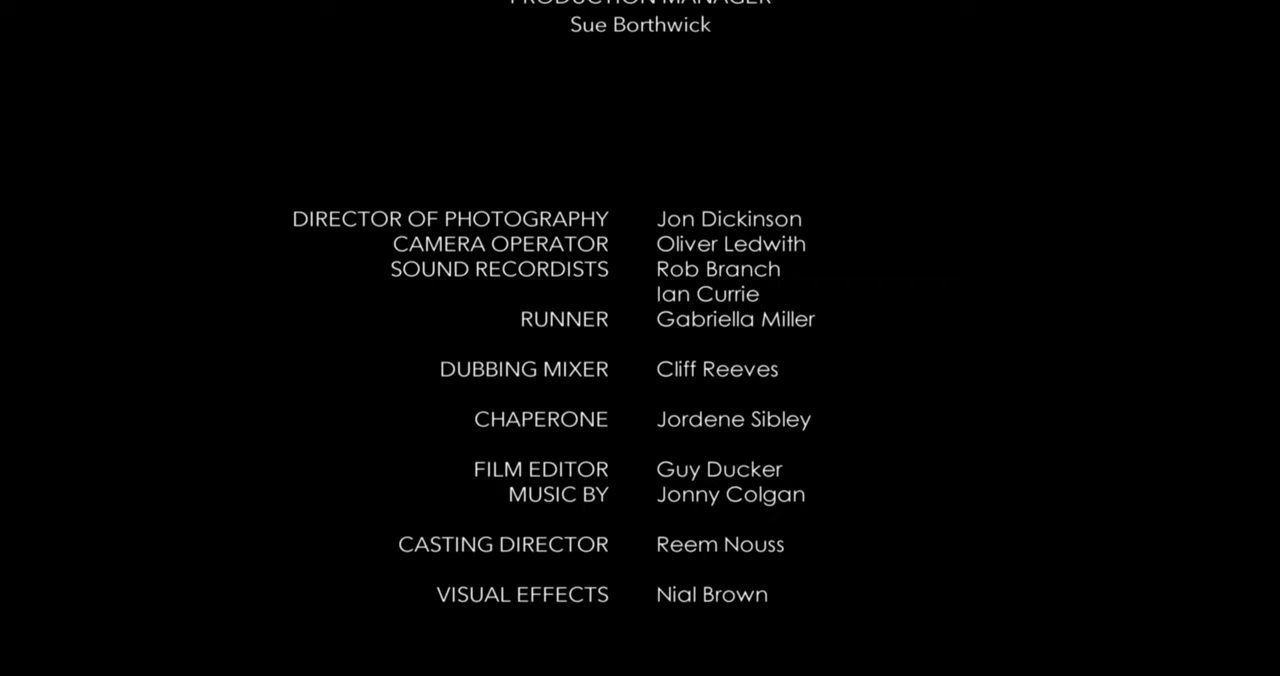 PRODUCTION MANAGER
Sue Borthwick
DIRECTOR OF PHOTOGRAPHY Jon Dickinson
CAMERA OPERATOR Oliver Ledwith
SOUND RECORDISTS Rob Branch
Ian Currie
RUNNER Gabriella Miller
DUBBING MIXER Cliff Reeves
CHAPERONE Jordene Sibley
FILM EDITOR Guy Ducker
MUSIC BY Jonny Colgan
CASTING DIRECTOR Reem Nouss
VISUAL EFFECTS Nial Brown